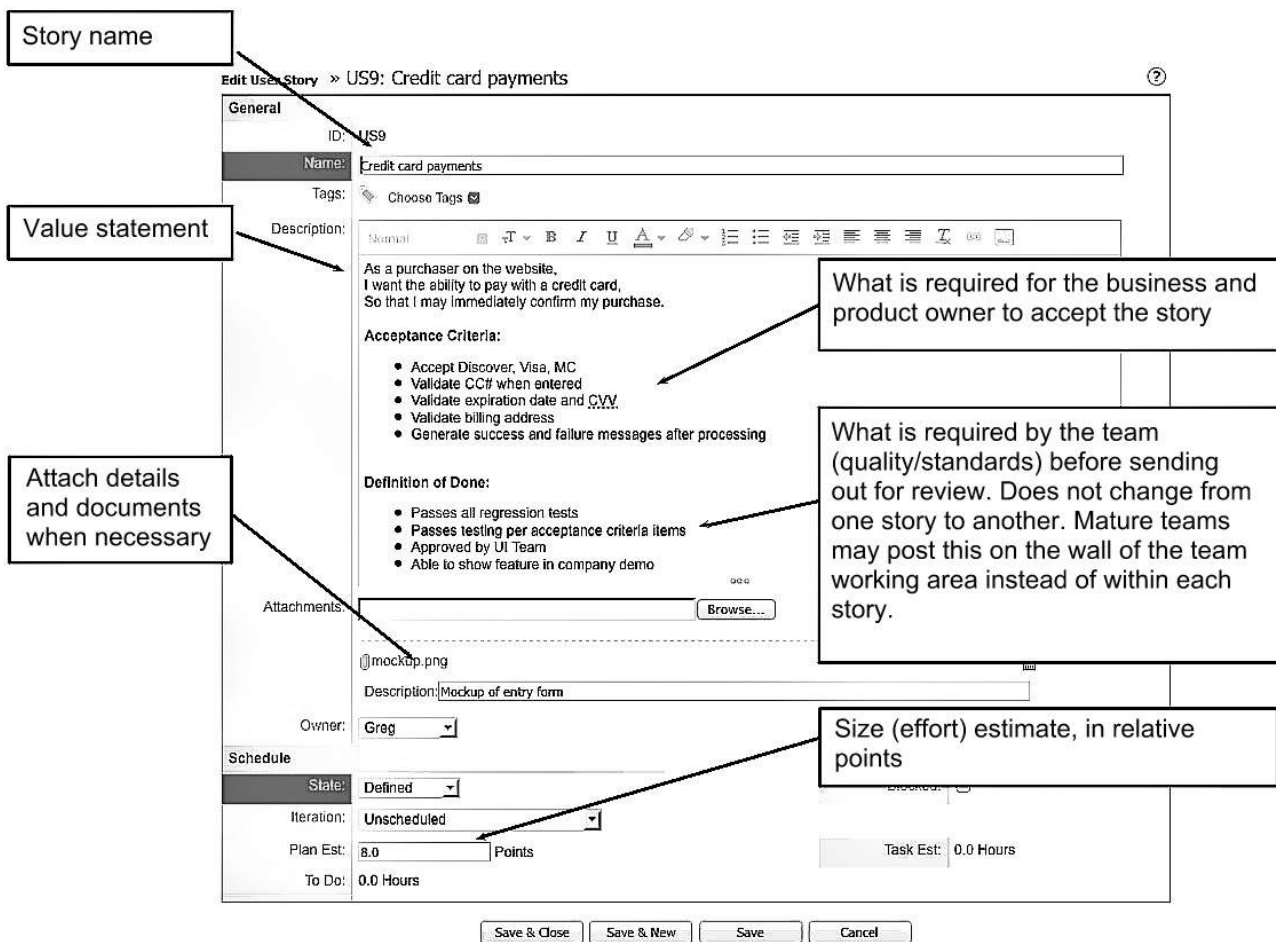 Story name
Edit User Story » US9: Credit card payments
?
General
ID: US9
Name: Credit card payments
Tags: Choose Tags
Value statement
Description:
Normal T B I U A
As a purchaser on the website,
I want the ability to pay with a credit card,
So that I may immediately confirm my purchase.
What is required for the business and
product owner to accept the story
Acceptance Criteria:
• Accept Discover, Visa, MC
• Validate CC# when entered
• Validate expiration date and CVV
• Validate billing address
• Generate success and failure messages after processing
What is required by the team
(quality/standards) before sending
out for review. Does not change from
one story to another. Mature teams
may post this on the wall of the team
working area instead of within each
story.
Attach details
and documents
when necessary
Definition of Done:
• Passes all regression tests
• Passes testing per acceptance criteria items
• Approved by UI Team
• Able to show feature in company demo
Attachments: Browse...
mockup.png
Description: Mockup of entry form
Owner: Greg
Size (effort) estimate, in relative
points
Schedule
State: Defined Blocked:
Iteration: Unscheduled
Plan Est: 8.0 Points Task Est: 0.0 Hours
To Do: 0.0 Hours
Save & Close Save & New Save Cancel